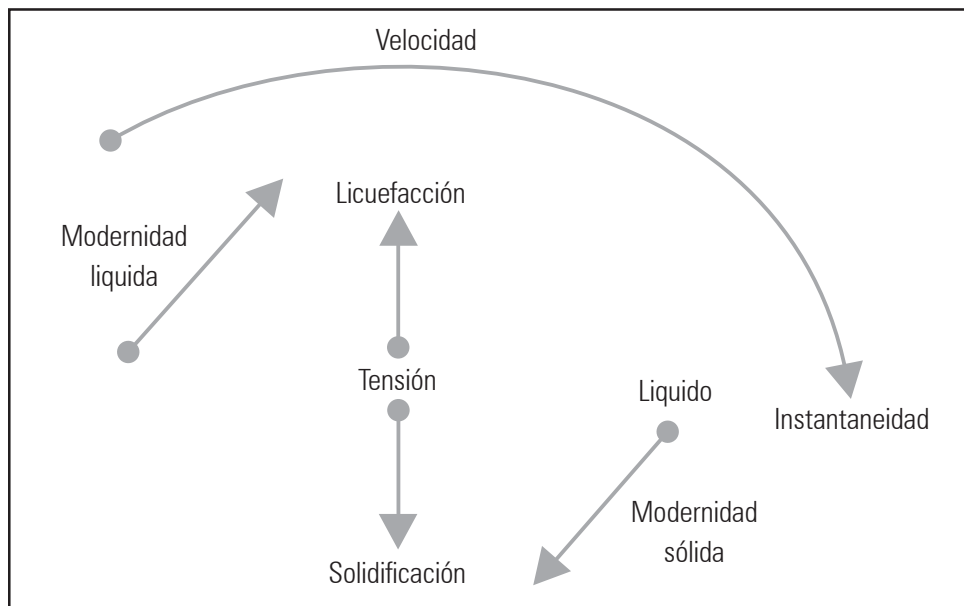 Velocidad
Licuefacción
Modernidad
liquida
Tensión
Liquido
Instantaneidad
Modernidad
sólida
Solidificación